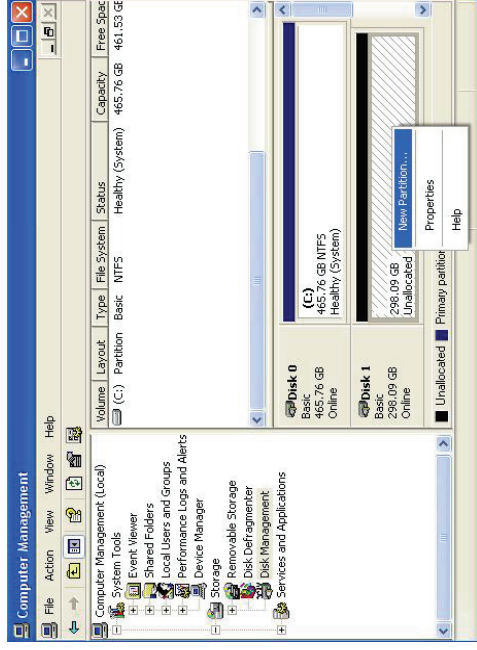 Computer Management
File Action View Window Help
Computer Management (Local)
System Tools
Event Viewer
Shared Folders
Local Users and Groups
Performance Logs and Alerts
Device Manager
Storage
Removable Storage
Disk Defragmenter
Disk Management
Services and Applications
Volume Layout Type File System Status Capacity Free Spac
(C:) Partition Basic NTFS Healthy (System) 465.76 GB 461.53 GB
Disk 0
Basic
465.76 GB
Online
(C:)
465.76 GB NTFS
Healthy (System)
Disk 1
Basic
298.09 GB
Online
298.09 GB
Unallocated
New Partition...
Properties
Help
Unallocated Primary partition